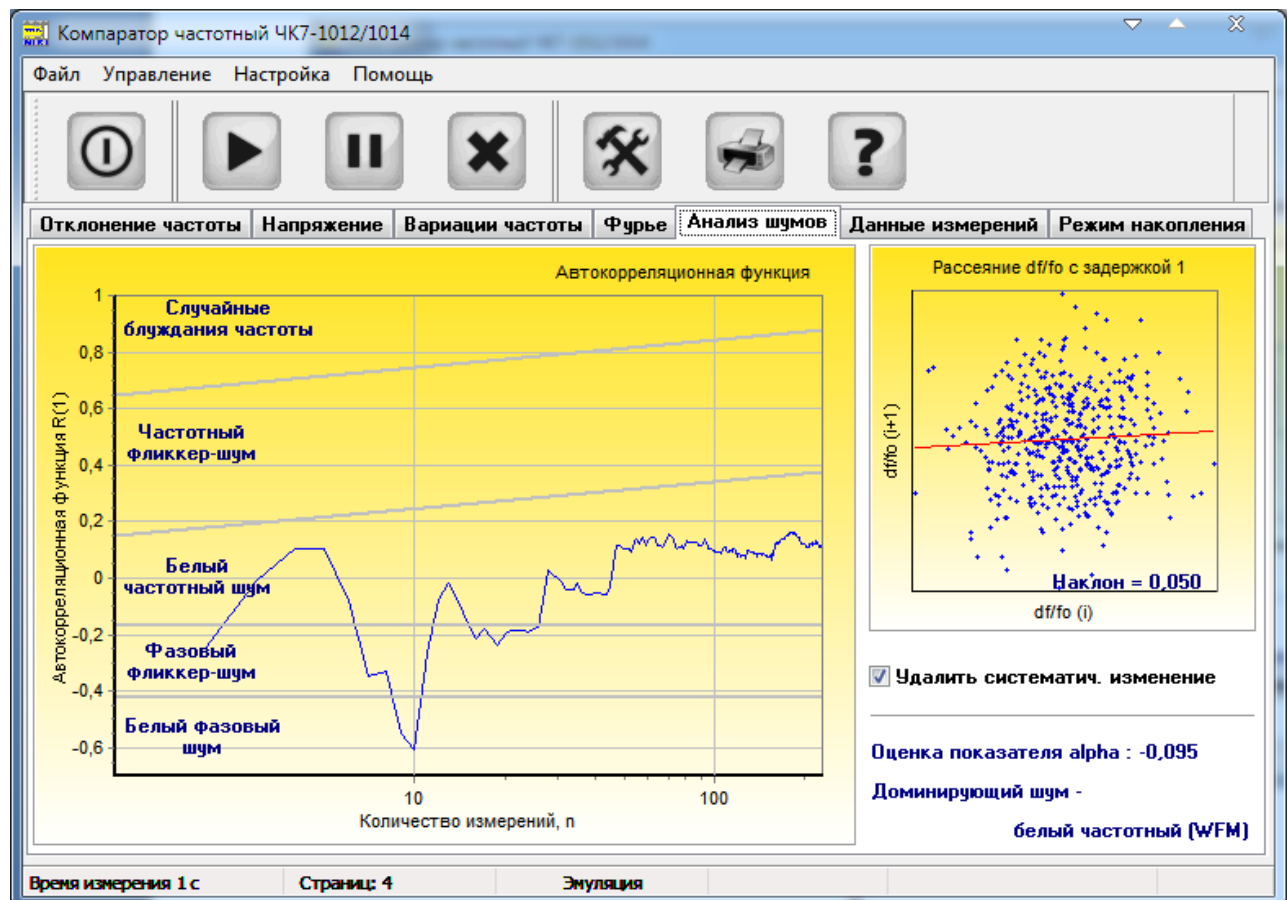 Компаратор частотный ЧК7-1012/1014
Файл Управление Настройка Помощь
Отклонение частоты Напряжение Вариации частоты Фурье Анализ шумов Данные измерений Режим накопления
Автокорреляционная функция
Автокорреляционная функция R(1)
1
0,8
0,6
0,4
0,2
0
-0,2
-0,4
-0,6
Случайные
блуждания частоты
Частотный
фликкер-шум
Белый
частотный шум
Фазовый
фликкер-шум
Белый фазовый
шум
10 100
Количество измерений, n
Рассеяние df/fo с задержкой 1
df/fo (i+1)
Наклон = 0,050
df/fo (i)
Удалить систематич. изменение
Оценка показателя alpha : -0,095
Доминирующий шум -
белый частотный (WFM)
Время измерения 1 с Страниц: 4 Эмуляция